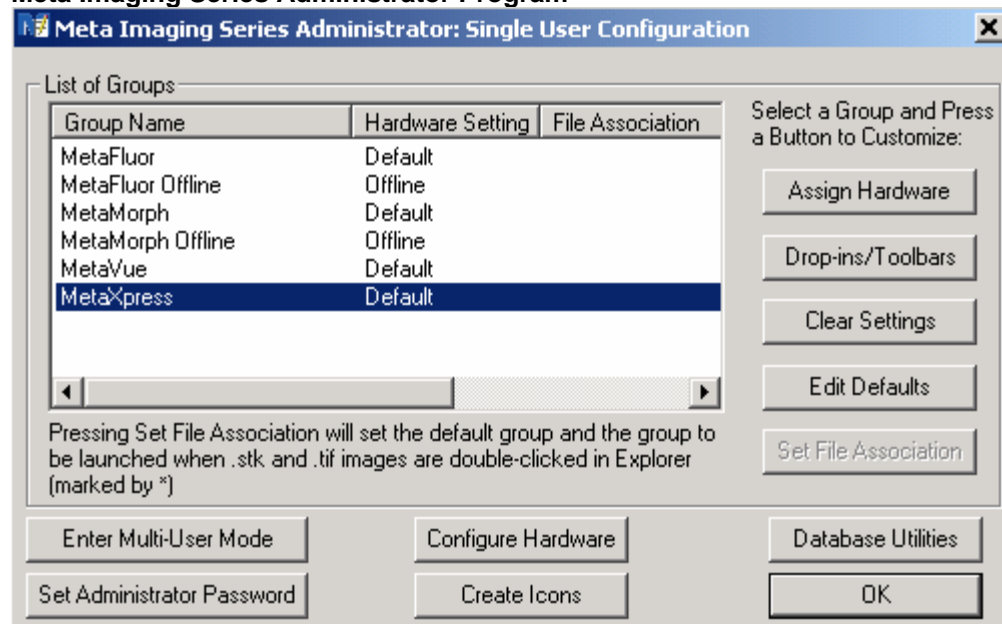 Meta Imaging Series Administrator Program
Meta Imaging Series Administrator: Single User Configuration
List of Groups
Group Name Hardware Setting File Association
MetaFluor Default
MetaFluor Offline Offline
MetaMorph Default
MetaMorph Offline Offline
MetaVue Default
MetaXpress Default
Pressing Set File Association will set the default group and the group to
be launched when .stk and .tif images are double-clicked in Explorer
(marked by *)
Select a Group and Press
a Button to Customize:
Assign Hardware
Drop-ins/Toolbars
Clear Settings
Edit Defaults
Set File Association
Enter Multi-User Mode Configure Hardware Database Utilities
Set Administrator Password Create Icons OK